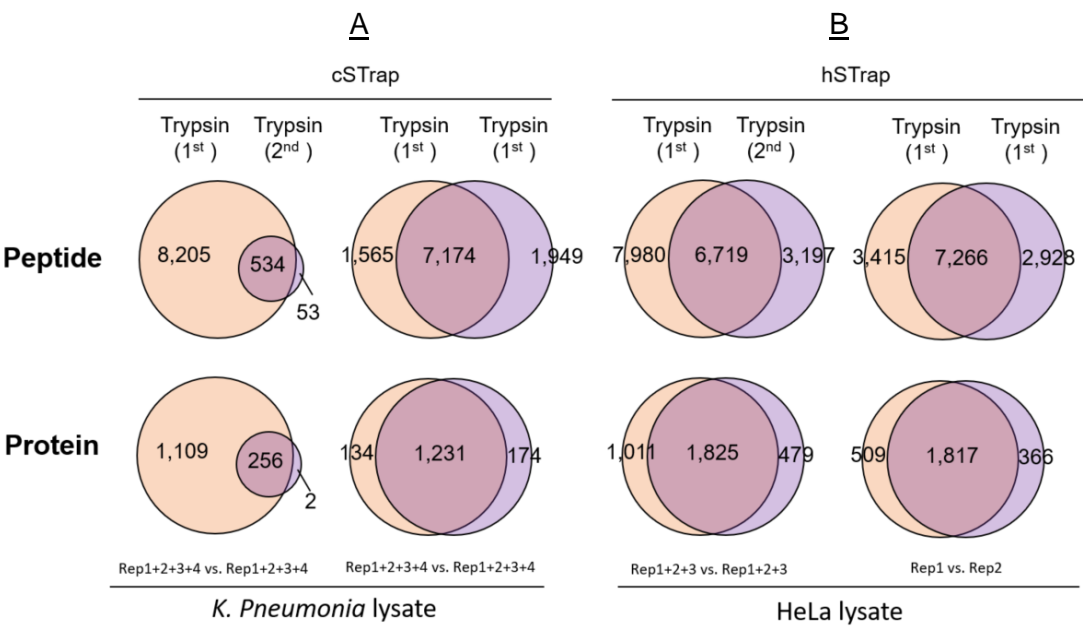 A
B
cSTrap
hSTrap
Trypsin (1st ) Trypsin (2nd ) Trypsin (1st ) Trypsin (1st )
Trypsin (1st ) Trypsin (2nd ) Trypsin (1st ) Trypsin (1st )
Peptide
8,205 534 53
1,565 7,174 1,949
7,980 6,719 3,197
3,415 7,266 2,928
Protein
1,109 256 2
134 1,231 174
1,011 1,825 479
509 1,817 366
Rep1+2+3+4 vs. Rep1+2+3+4
Rep1+2+3+4 vs. Rep1+2+3+4
Rep1+2+3 vs. Rep1+2+3
Rep1 vs. Rep2
K. Pneumonia lysate
HeLa lysate